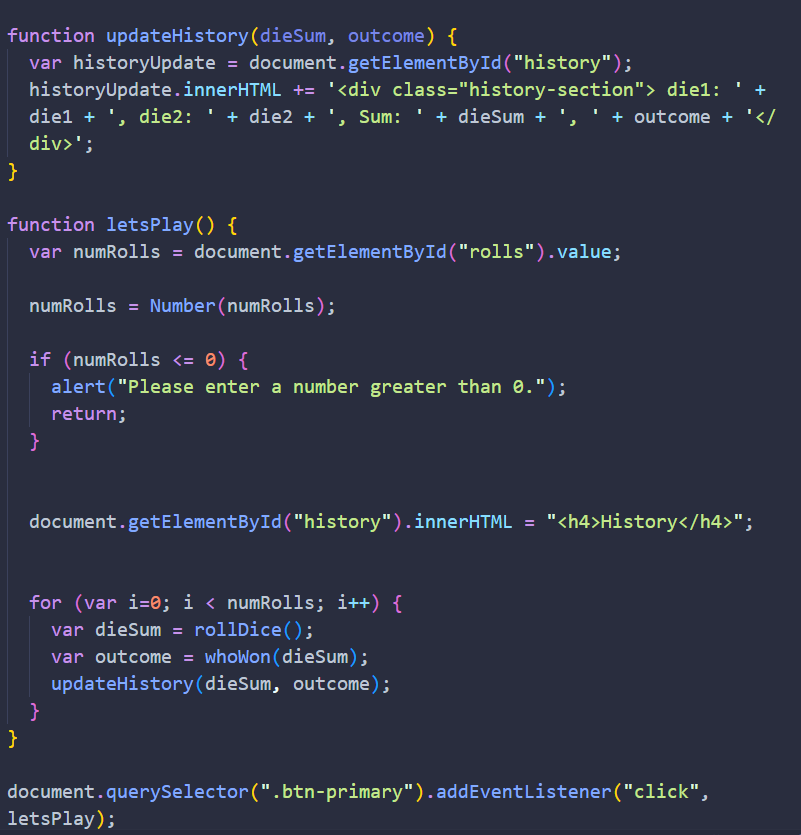 function updateHistory(dieSum, outcome) {
var historyUpdate = document.getElementById("history");
historyUpdate.innerHTML += '<div class="history-section"> die1: ' +
die1 + ', die2: ' + die2 + ', Sum: ' + dieSum + ', ' + outcome + '</
div>';
}
function letsPlay() {
var numRolls = document.getElementById("rolls").value;
numRolls = Number(numRolls);
if (numRolls <= 0) {
alert("Please enter a number greater than 0.");
return;
}
document.getElementById("history").innerHTML = "<h4>History</h4>";
for (var i=0; i < numRolls; i++) {
var dieSum = rollDice();
var outcome = whoWon(dieSum);
updateHistory(dieSum, outcome);
}
}
document.querySelector(".btn-primary").addEventListener("click",
letsPlay);